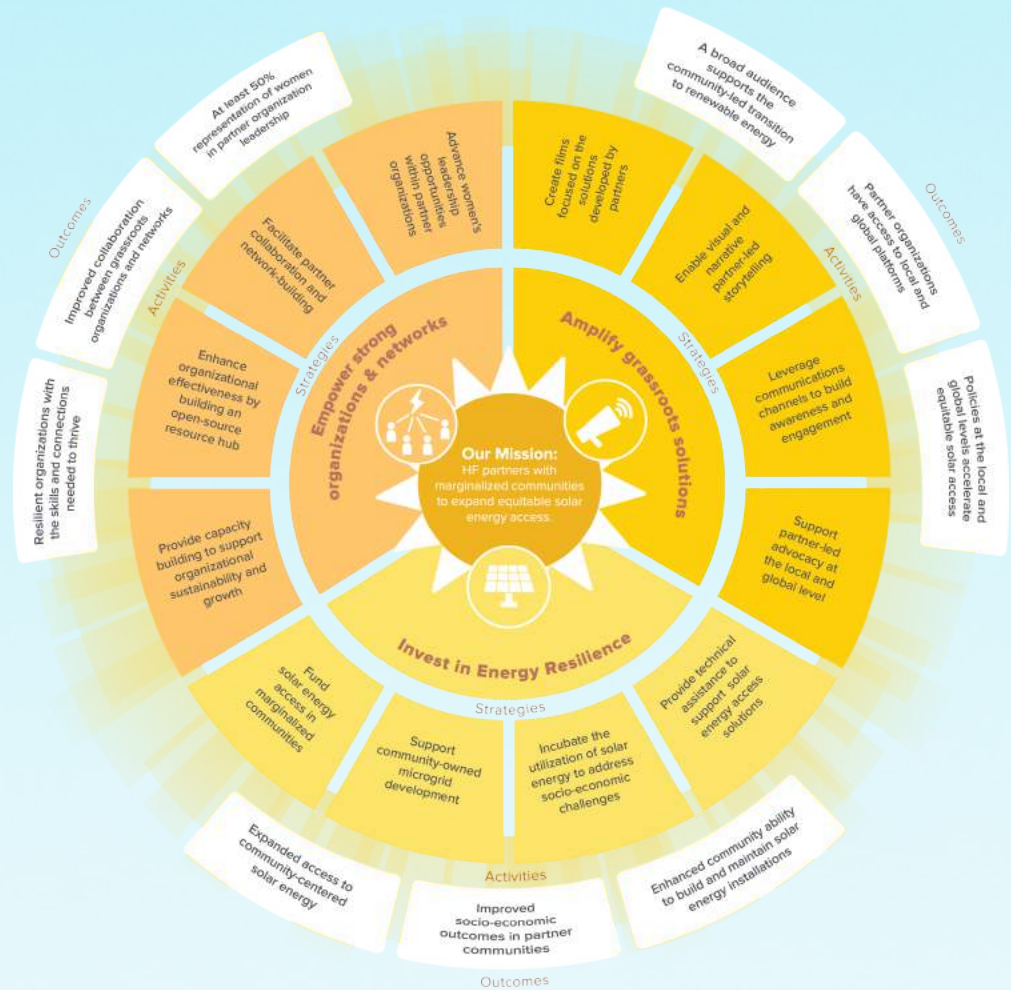 Our Mission:
HF partners with
marginalized communities
to expand equitable solar
energy access.
Strategies
Empower strong
organizations & networks
Activities
Advance women's
leadership
opportunities
within partner
organizations
Facilitate partner
collaboration and
network-building
Enhance
organizational
effectiveness by
building an
open-source
resource hub
Provide capacity
building to support
organizational
sustainability and
growth
Outcomes
At least 50%
representation of women
in partner organization
leadership
Improved collaboration
between grassroots
organizations and networks
Resilient organizations with
the skills and connections
needed to thrive
Strategies
Amplify grassroots solutions
Activities
Create films
focused on the
solutions
developed by
partners
Enable visual and
narrative
partner-led
storytelling
Leverage
communications
channels to build
awareness and
engagement
Support
partner-led
advocacy at
the local and
global level
Outcomes
A broad audience
supports the
community-led transition
to renewable energy
Partner organizations
have access to local and
global platforms
Policies at the local and
global levels accelerate
equitable solar access
Invest in Energy Resilience
Strategies
Provide technical
assistance to
support solar
energy access
solutions
Incubate the
utilization of solar
energy to address
socio-economic
challenges
Support
community-owned
microgrid
development
Fund
solar energy
access in
marginalized
communities
Activities
Enhanced community ability
to build and maintain solar
energy installations
Improved
socio-economic
outcomes in partner
communities
Expanded access to
community-centered
solar energy
Outcomes